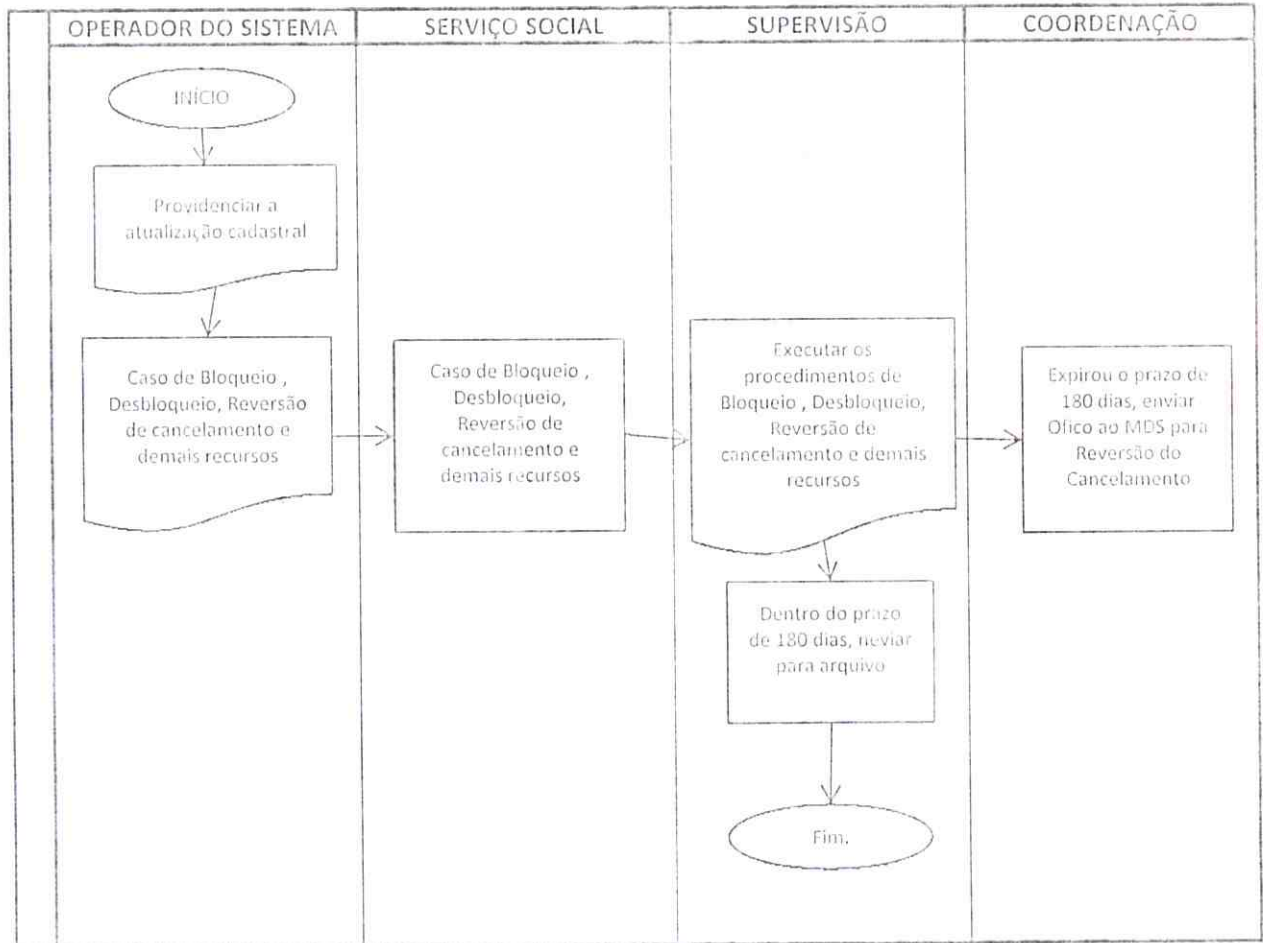 OPERADOR DO SISTEMA
SERVIÇO SOCIAL
SUPERVISÃO
COORDENAÇÃO
INÍCIO
Providenciar a
atualização cadastral
Caso de Bloqueio ,
Desbloqueio, Reversão
de cancelamento e
demais recursos
Caso de Bloqueio ,
Desbloqueio,
Reversão de
cancelamento e
demais recursos
Executar os
procedimentos de
Bloqueio , Desbloqueio,
Reversão de
cancelamento e demais
recursos
Expirou o prazo de
180 dias, enviar
Ofico ao MDS para
Reversão do
Cancelamento
Dentro do prazo
de 180 dias, neviar
para arquivo
Fim.